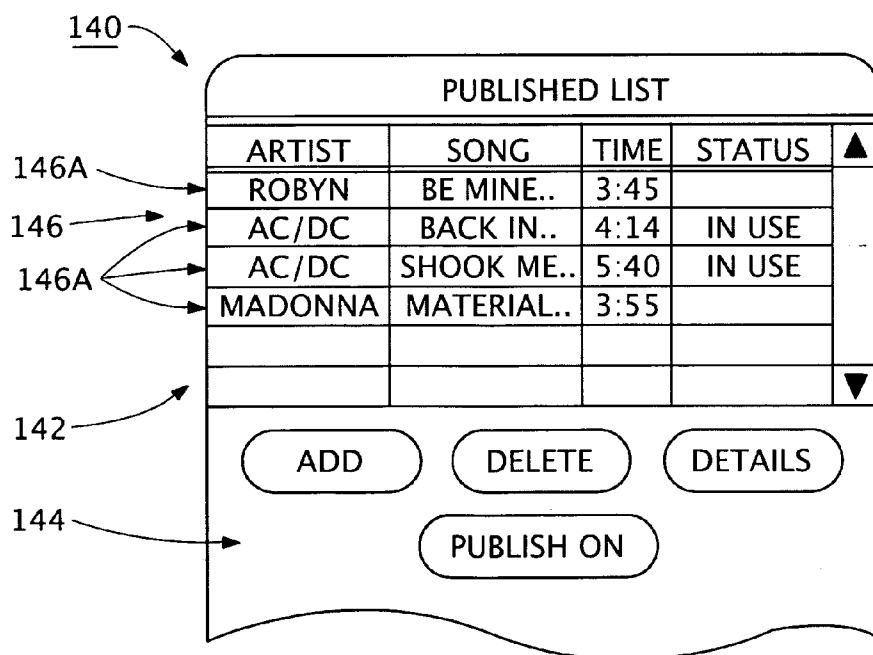 140
PUBLISHED LIST
ARTIST SONG TIME STATUS
146A ROBYN BE MINE.. 3:45
146 AC/DC BACK IN.. 4:14 IN USE
146A AC/DC SHOOK ME.. 5:40 IN USE
MADONNA MATERIAL.. 3:55
142
ADD DELETE DETAILS
144
PUBLISH ON